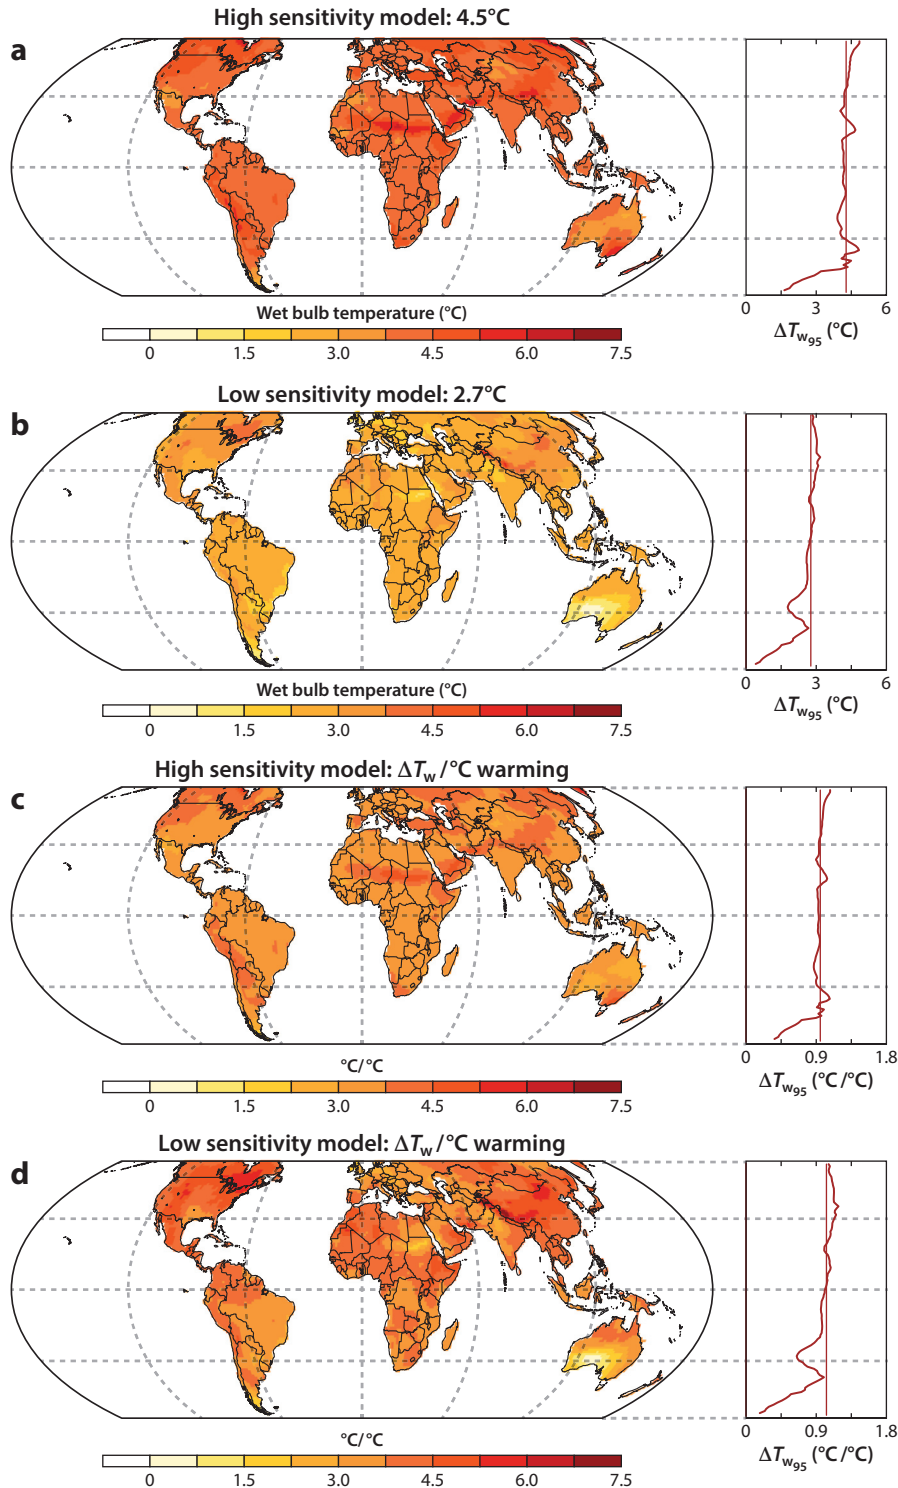 High sensitivity model: 4.5°C
a
Wet bulb temperature (°C)
0 1.5 3.0 4.5 6.0 7.5
0 3 6
ΔTw95 (°C)
Low sensitivity model: 2.7°C
b
Wet bulb temperature (°C)
0 1.5 3.0 4.5 6.0 7.5
0 3 6
ΔTw95 (°C)
High sensitivity model: ΔTw/°C warming
c
°C/°C
0 1.5 3.0 4.5 6.0 7.5
0 0.9 1.8
ΔTw95 (°C/°C)
Low sensitivity model: ΔTw/°C warming
d
°C/°C
0 1.5 3.0 4.5 6.0 7.5
0 0.9 1.8
ΔTw95 (°C/°C)